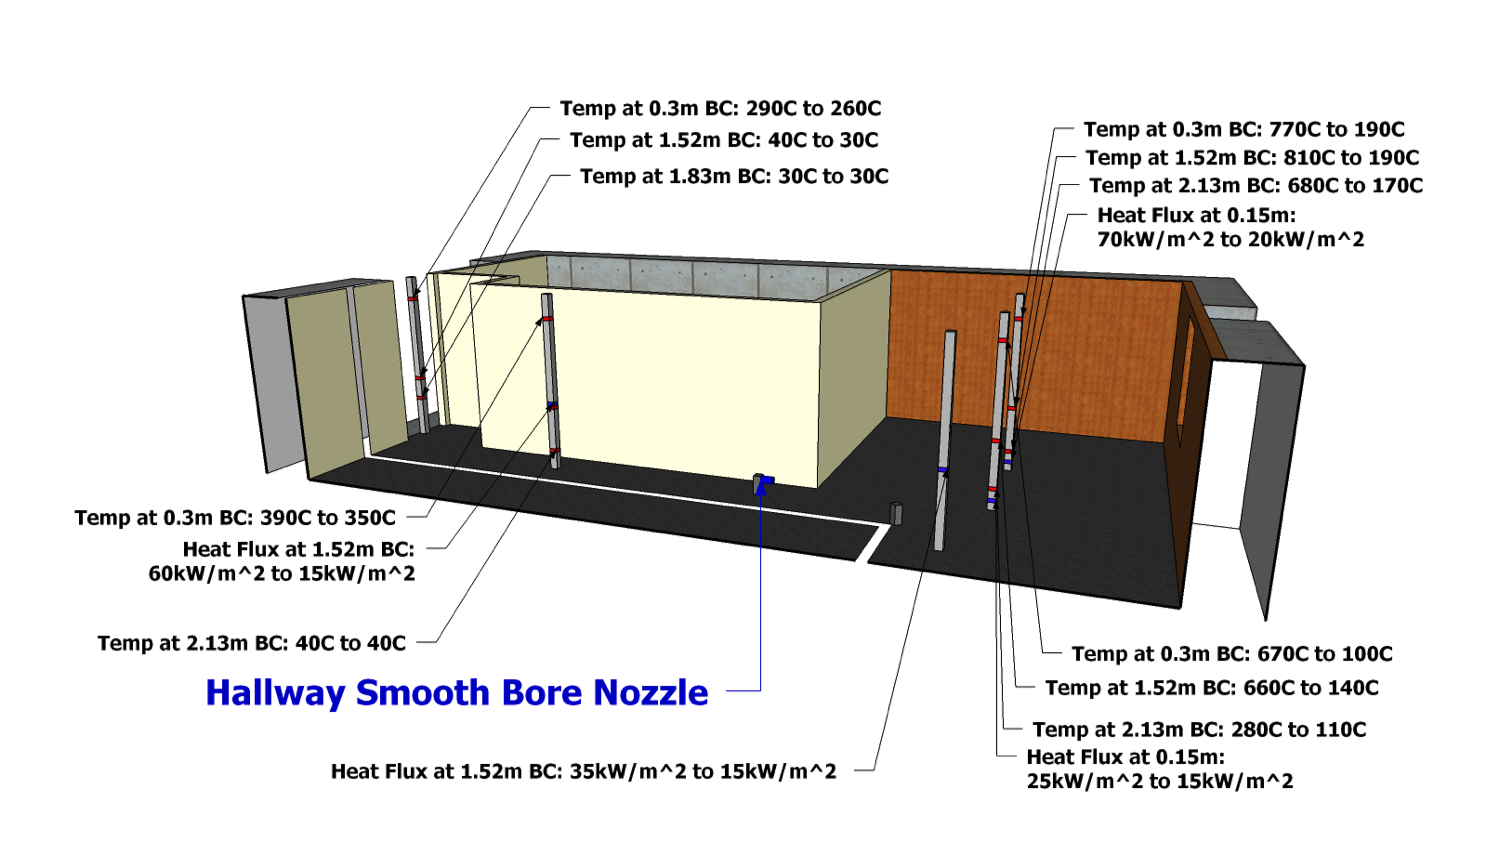 Temp at 0.3m BC: 290C to 260C
Temp at 1.52m BC: 40C to 30C
Temp at 1.83m BC: 30C to 30C
Temp at 0.3m BC: 770C to 190C
Temp at 1.52m BC: 810C to 190C
Temp at 2.13m BC: 680C to 170C
Heat Flux at 0.15m:
70kW/m^2 to 20kW/m^2
Temp at 0.3m BC: 390C to 350C
Heat Flux at 1.52m BC:
60kW/m^2 to 15kW/m^2
Temp at 2.13m BC: 40C to 40C
Hallway Smooth Bore Nozzle
Heat Flux at 1.52m BC: 35kW/m^2 to 15kW/m^2
Temp at 0.3m BC: 670C to 100C
Temp at 1.52m BC: 660C to 140C
Temp at 2.13m BC: 280C to 110C
Heat Flux at 0.15m:
25kW/m^2 to 15kW/m^2